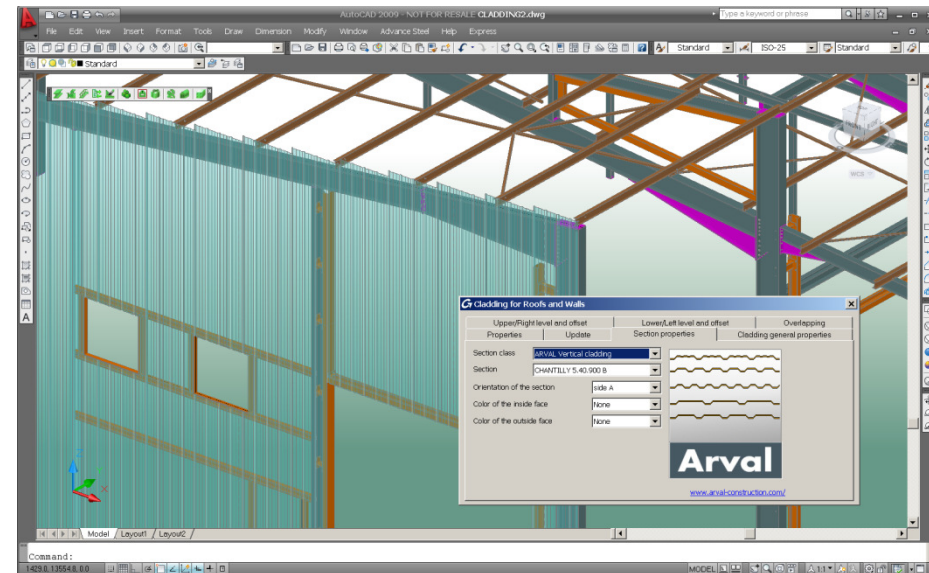 AutoCAD 2009 - NOT FOR RESALE CLADDING2.dwg
Type a keyword or phrase
File Edit View Insert Format Tools Draw Dimension Modify Window Advance Steel Help Express
Standard ISO-25 Standard
Standard
WCS
Cladding for Roofs and Walls
Upper/Right level and offset Lower/Left level and offset Overlapping
Properties Update Section properties Cladding general properties
Section class ARVAL Vertical cladding
Section CHANTILLY 5.40.900 B
Orientation of the section side A
Color of the inside face None
Color of the outside face None
Arval
www.arval-construction.com/
Model Layout1 Layout2
Command:
MODEL 1:1